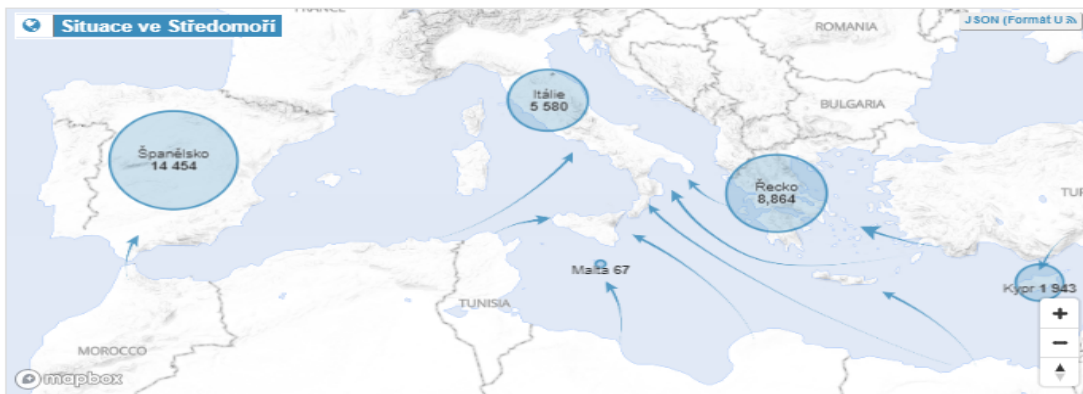 FRANCE
Situace ve Středomoří
JSON (Formát U
ROMANIA
Itálie
5 580
BULGARIA
Španělsko
14 454
Řecko
8,864
Malta 67
Kypr 1 943
TUNISIA
MOROCCO
mapbox